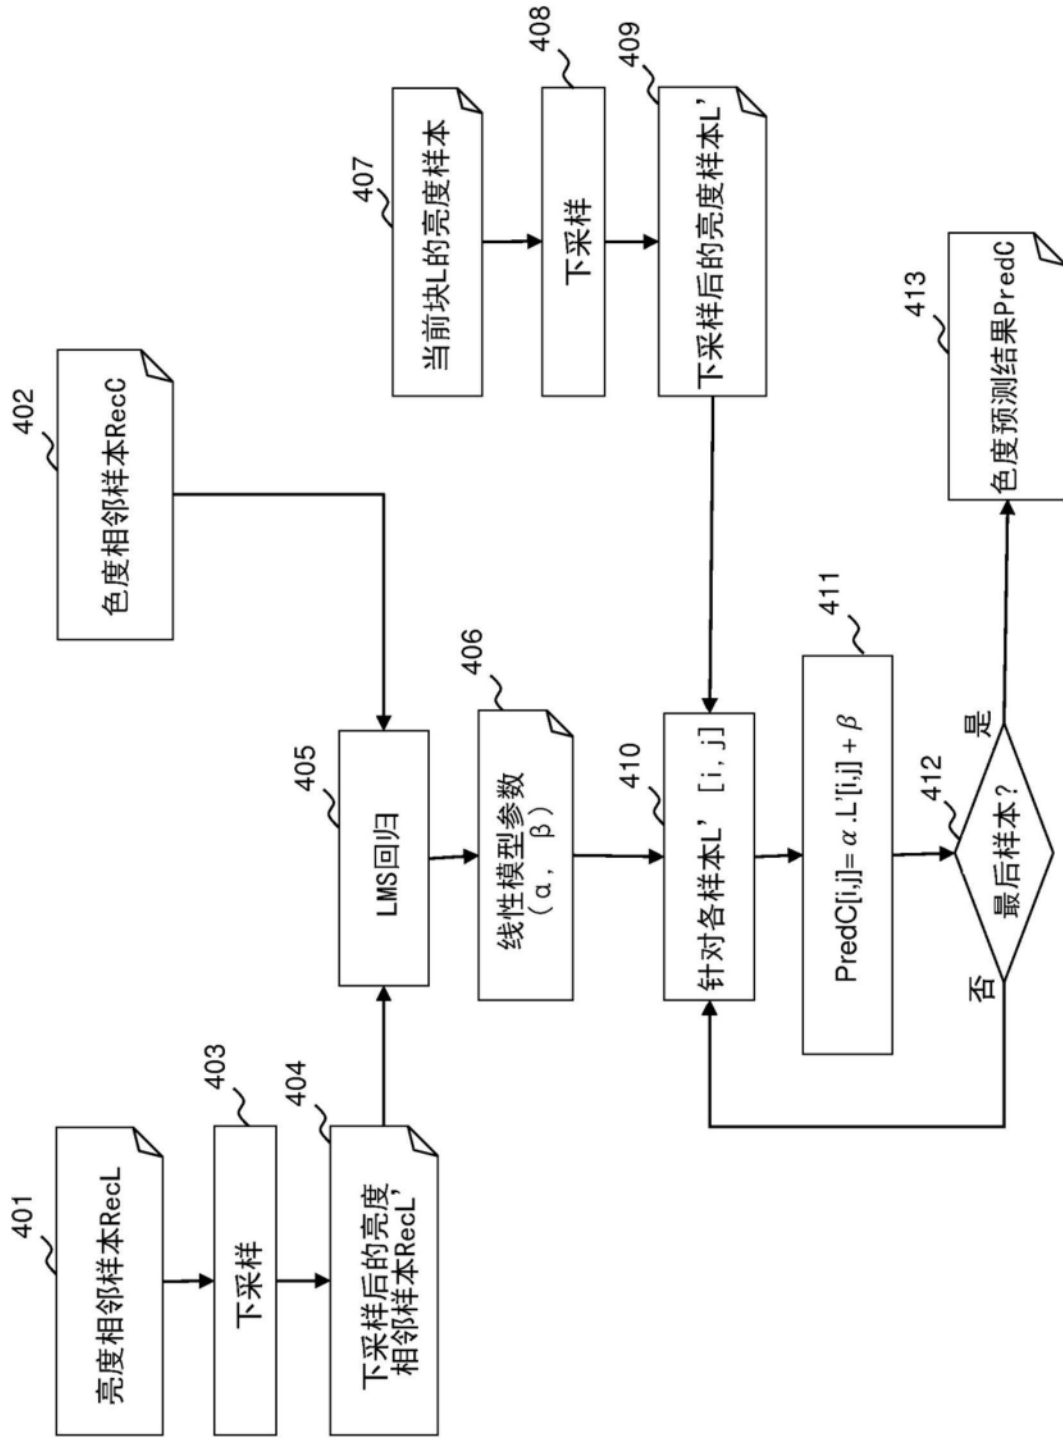 401
亮度相邻样本RecL
403
下采样
404
下采样后的亮度
相邻样本RecL'
402
色度相邻样本RecC
405
LMS回归
406
线性模型参数
(α, β)
407
当前块L的亮度样本
408
下采样
409
下采样后的亮度样本L'
410
针对各样本L' [i, j]
411
PredC[i,j]= α .L'[i,j] + β
412
最后样本?
否
是
413
色度预测结果PredC